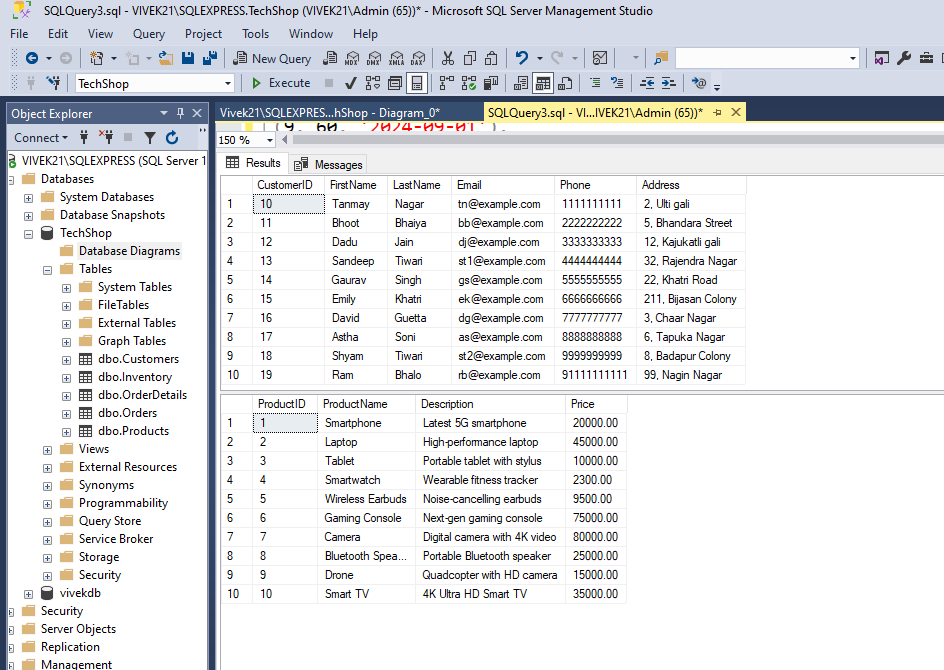 SQLQuery3.sql - VIVEK21\SQLEXPRESS.TechShop (VIVEK21\Admin (65))* - Microsoft SQL Server Management Studio
File Edit View Query Project Tools Window Help
New Query MDX DMX XMLA DAX
TechShop Execute
Object Explorer
Connect
VIVEK21\SQLEXPRESS (SQL Server 1
Databases
System Databases
Database Snapshots
TechShop
Database Diagrams
Tables
System Tables
FileTables
External Tables
Graph Tables
dbo.Customers
dbo.Inventory
dbo.OrderDetails
dbo.Orders
dbo.Products
Views
External Resources
Synonyms
Programmability
Query Store
Service Broker
Storage
Security
vivekdb
Security
Server Objects
Replication
Management
Vivek21\SQLEXPRES...hShop - Diagram_0* SQLQuery3.sql - VI...IVEK21\Admin (65))*
(9, 60, '2024-09-01'),
150 %
Results Messages
CustomerID FirstName LastName Email Phone Address
1 10 Tanmay Nagar tn@example.com 1111111111 2, Ulti gali
2 11 Bhoot Bhaiya bb@example.com 2222222222 5, Bhandara Street
3 12 Dadu Jain dj@example.com 3333333333 12, Kajukatli gali
4 13 Sandeep Tiwari st1@example.com 4444444444 32, Rajendra Nagar
5 14 Gaurav Singh gs@example.com 5555555555 22, Khatri Road
6 15 Emily Khatri ek@example.com 6666666666 211, Bijasan Colony
7 16 David Guetta dg@example.com 7777777777 3, Chaar Nagar
8 17 Astha Soni as@example.com 8888888888 6, Tapuka Nagar
9 18 Shyam Tiwari st2@example.com 9999999999 8, Badapur Colony
10 19 Ram Bhalo rb@example.com 91111111111 99, Nagin Nagar
ProductID ProductName Description Price
1 1 Smartphone Latest 5G smartphone 20000.00
2 2 Laptop High-performance laptop 45000.00
3 3 Tablet Portable tablet with stylus 10000.00
4 4 Smartwatch Wearable fitness tracker 2300.00
5 5 Wireless Earbuds Noise-cancelling earbuds 9500.00
6 6 Gaming Console Next-gen gaming console 75000.00
7 7 Camera Digital camera with 4K video 80000.00
8 8 Bluetooth Spea... Portable Bluetooth speaker 25000.00
9 9 Drone Quadcopter with HD camera 15000.00
10 10 Smart TV 4K Ultra HD Smart TV 35000.00